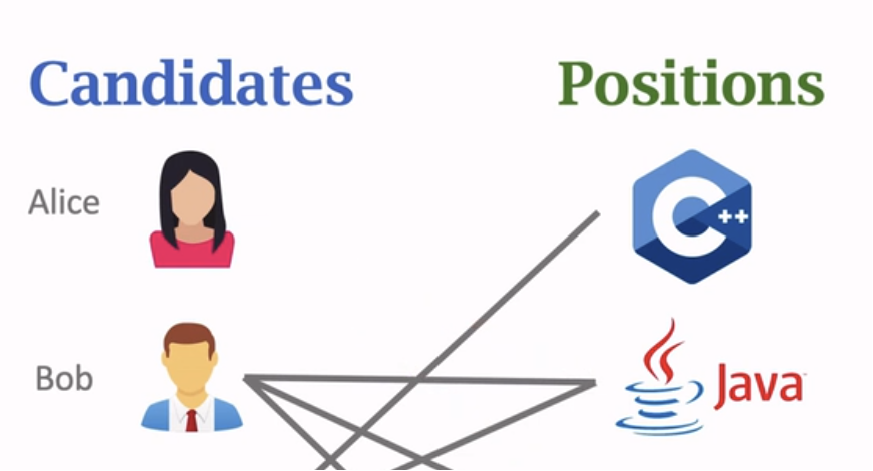 Candidates Positions
Alice
C++
Bob
Java